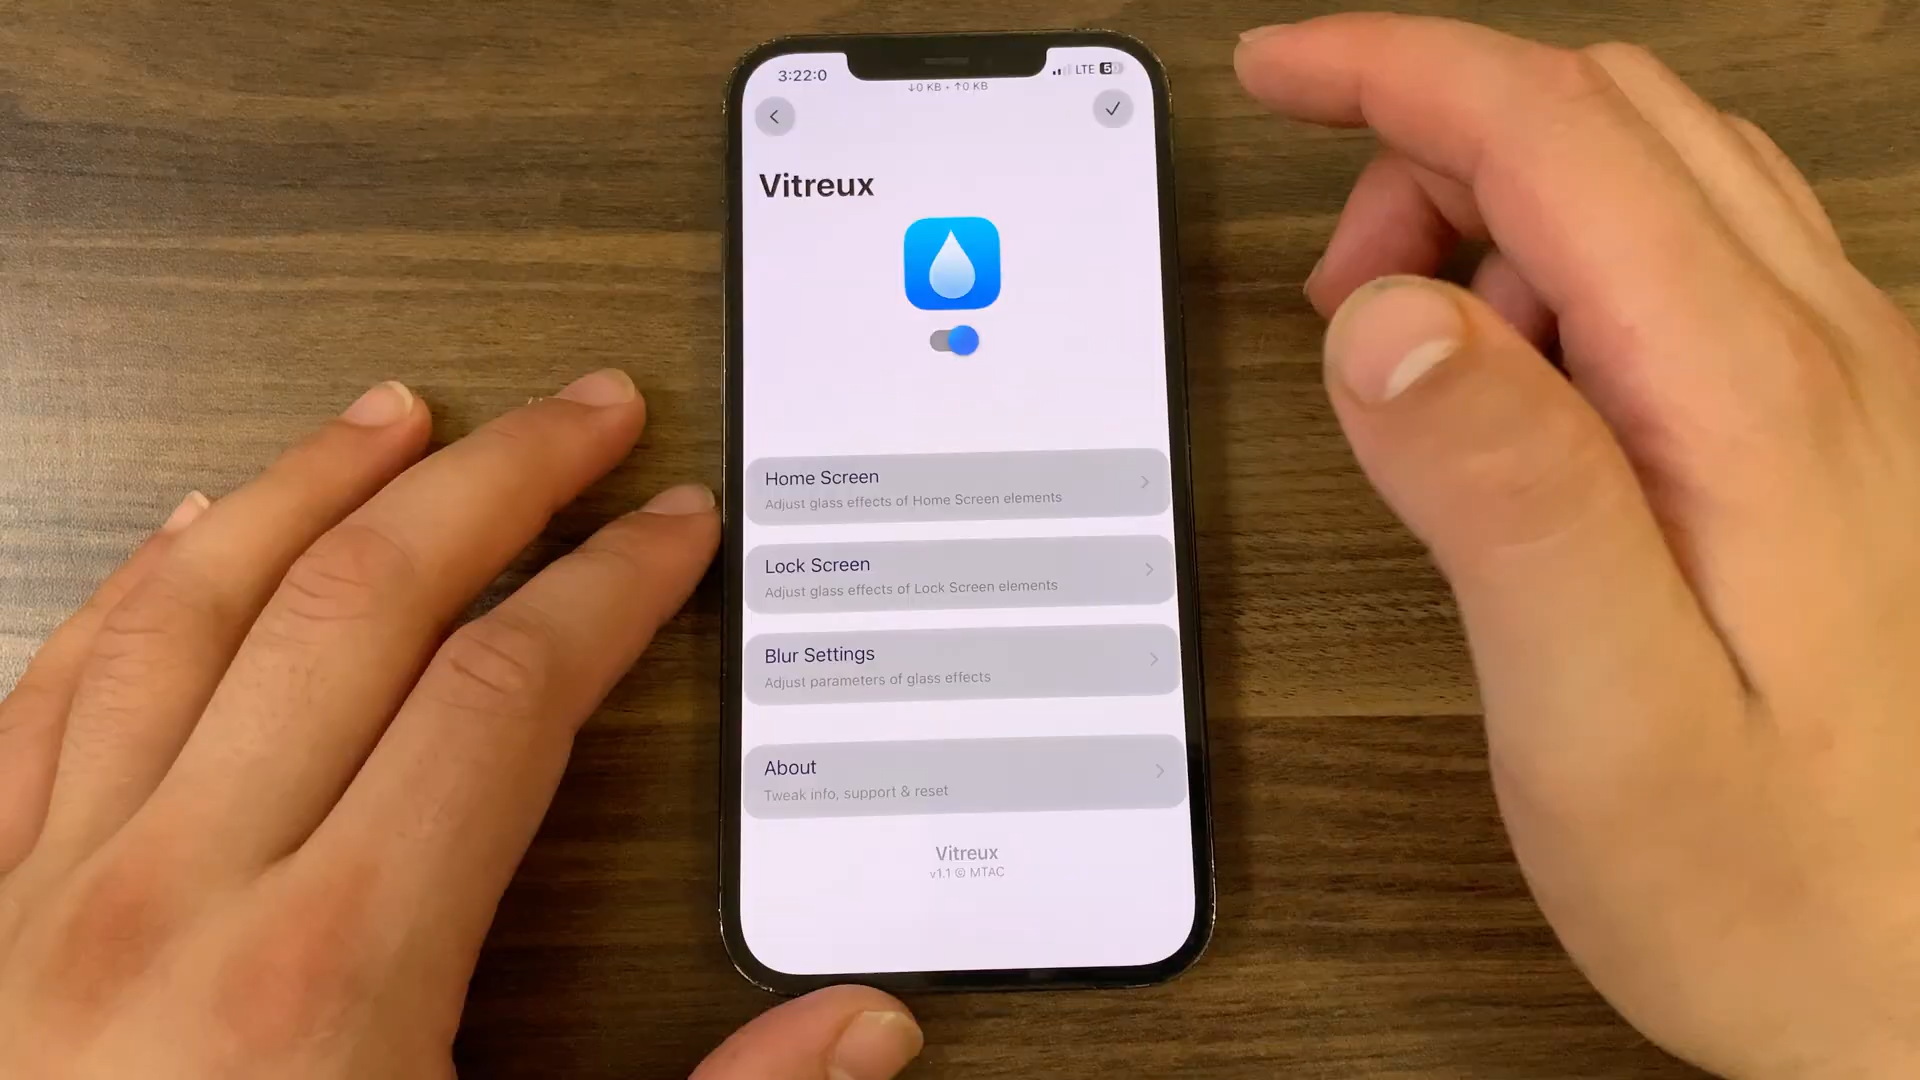 3:22:0
LTE
↓0 KB • ↑0 KB
Vitreux
Home Screen
Adjust glass effects of Home Screen elements
Lock Screen
Adjust glass effects of Lock Screen elements
Blur Settings
Adjust parameters of glass effects
About
Tweak info, support & reset
Vitreux
v1.1 © MTAC